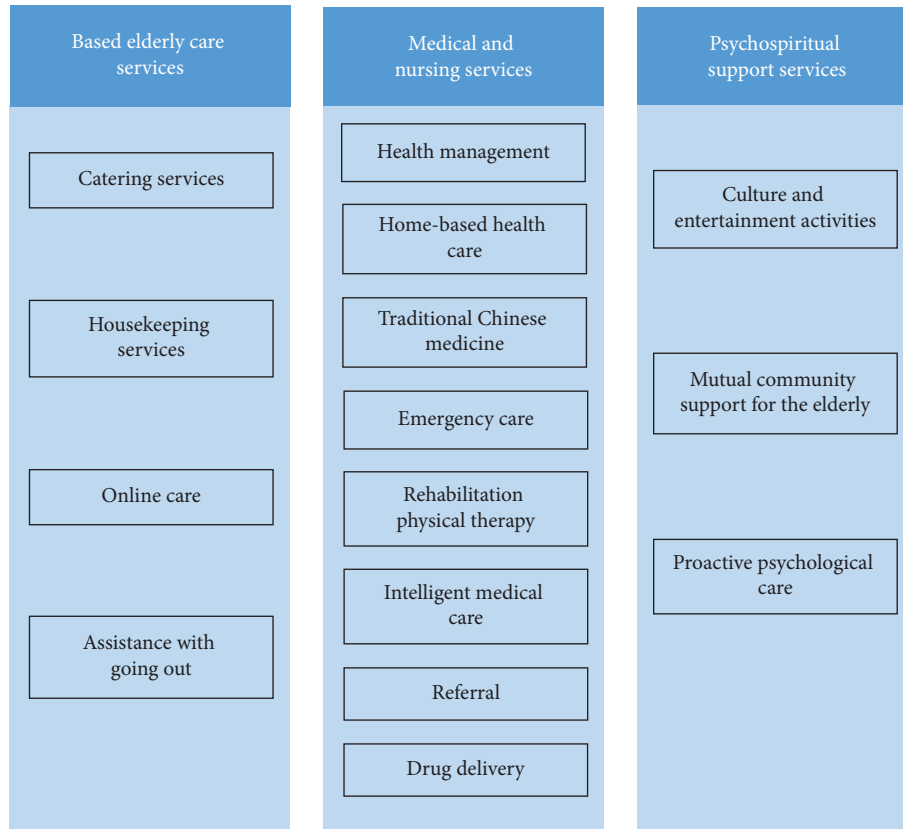 Based elderly care
services
Catering services
Housekeeping
services
Online care
Assistance with
going out
Medical and
nursing services
Health management
Home-based health
care
Traditional Chinese
medicine
Emergency care
Rehabilitation
physical therapy
Intelligent medical
care
Referral
Drug delivery
Psychospiritual
support services
Culture and
entertainment activities
Mutual community
support for the elderly
Proactive psychological
care